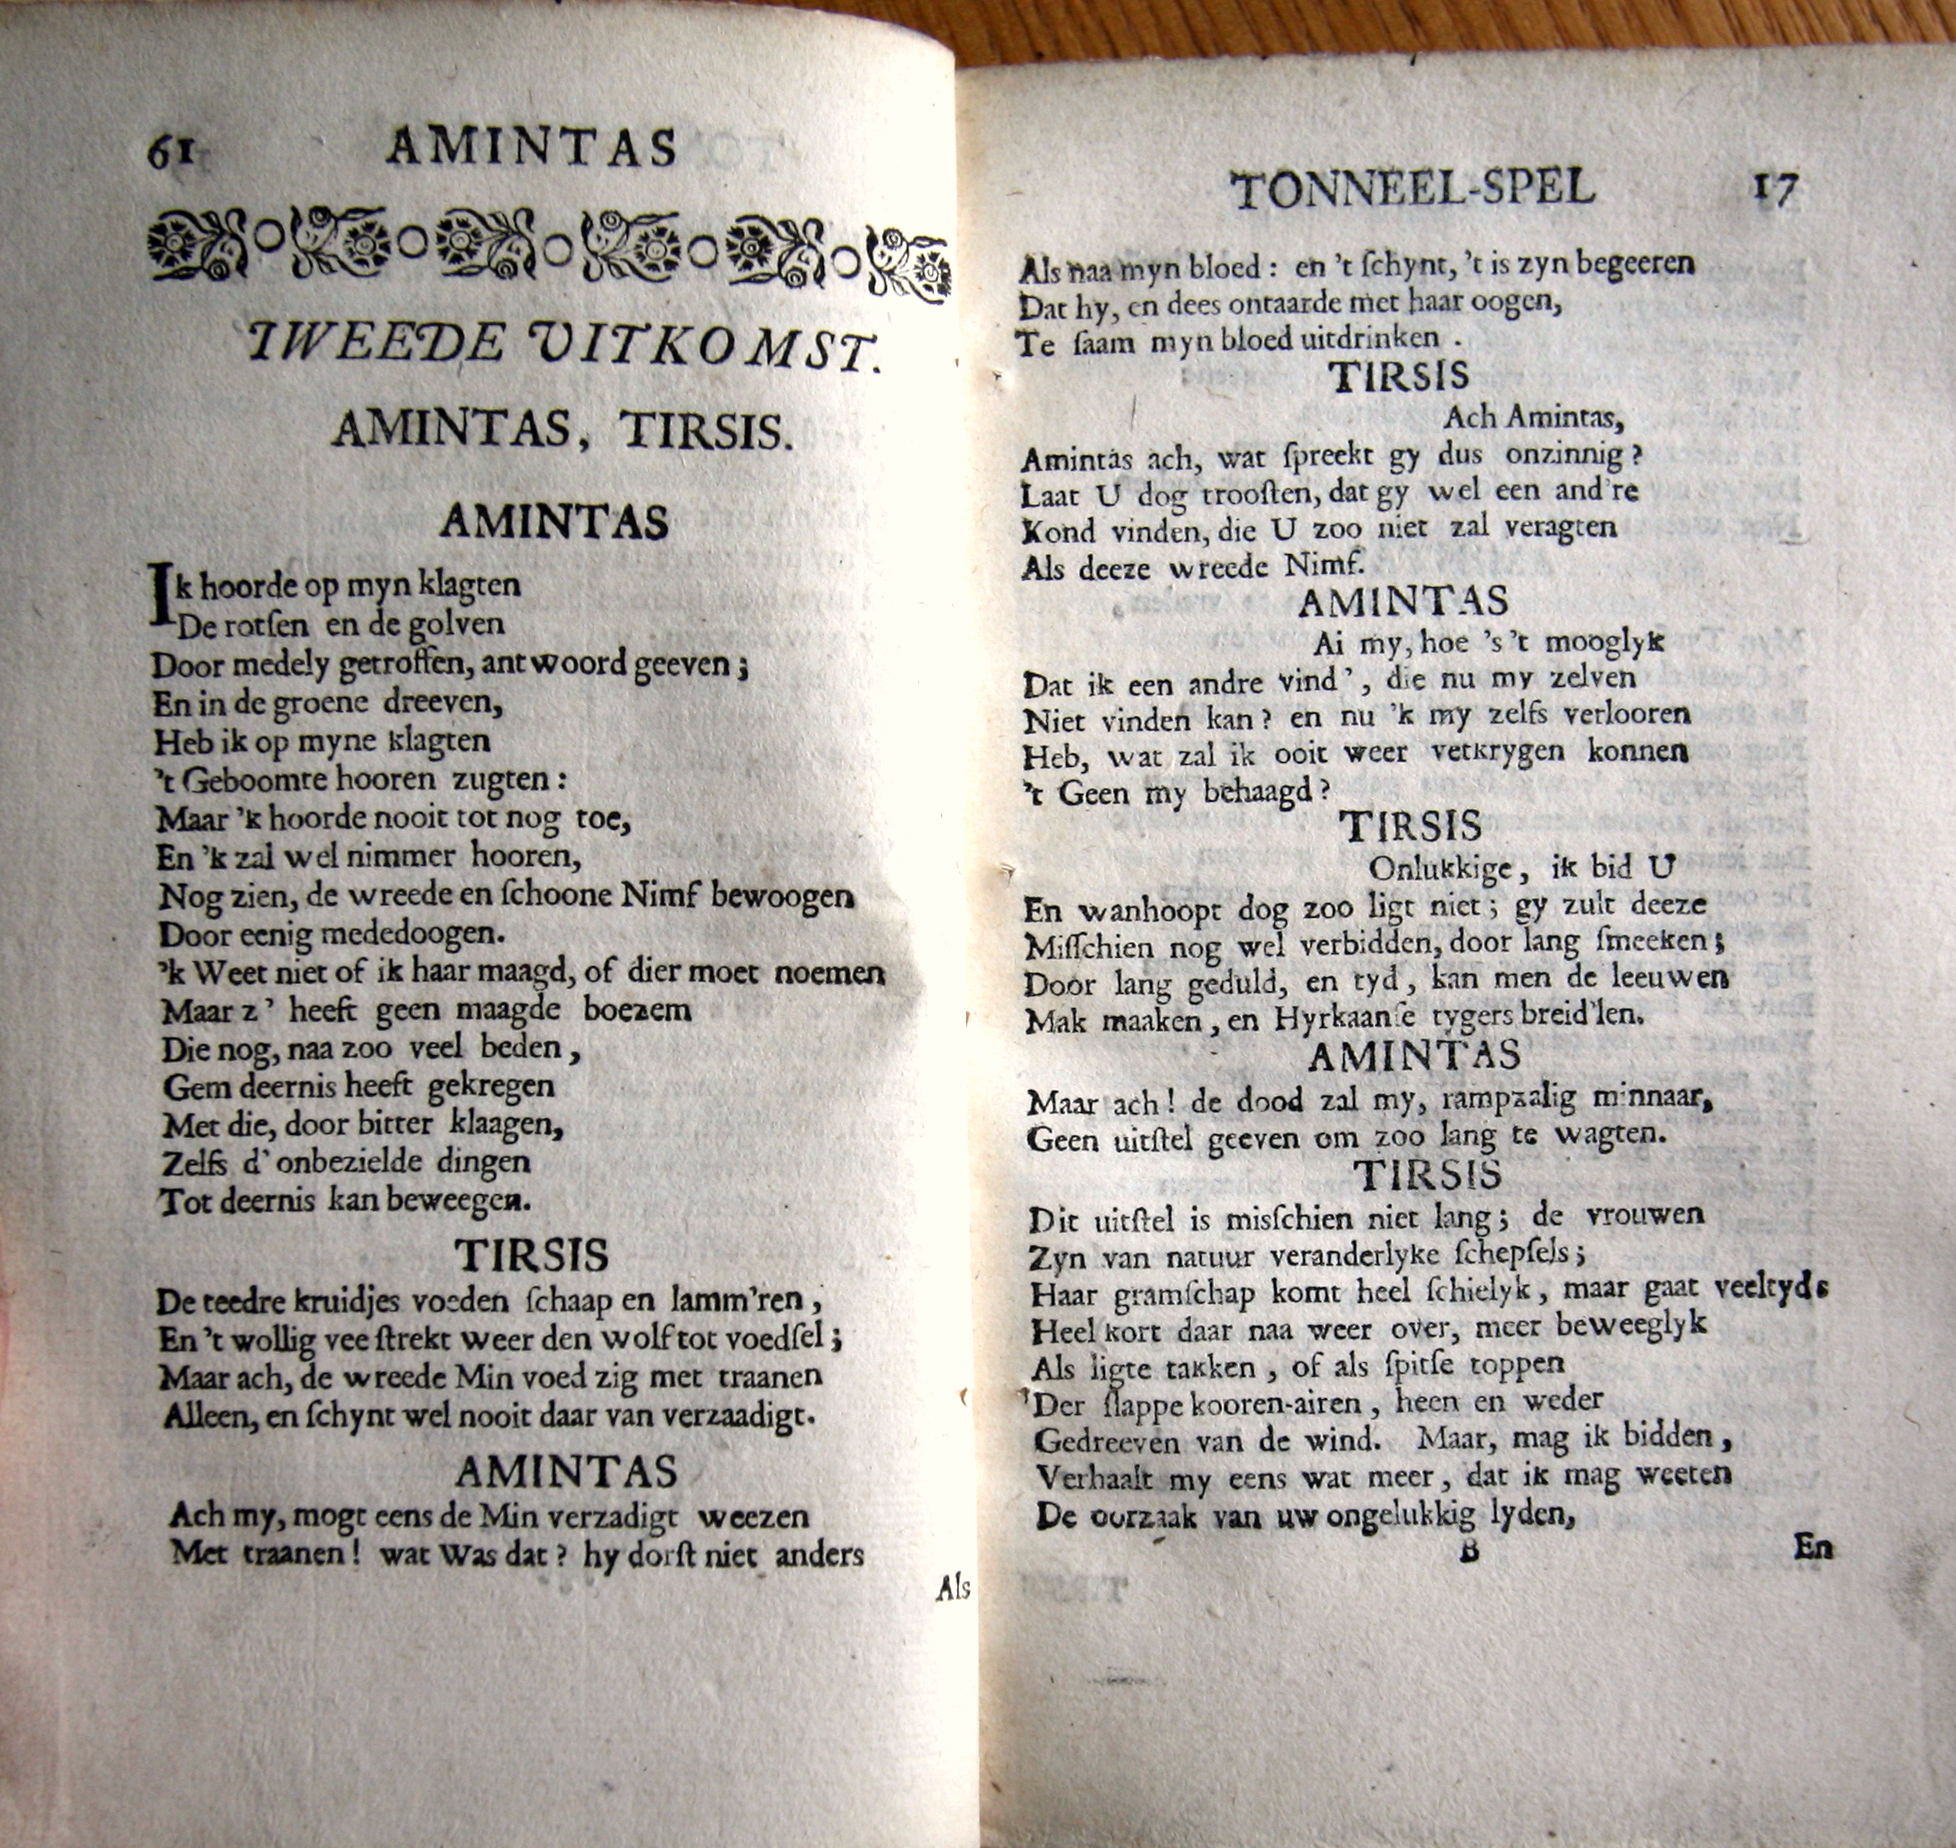 61 AMINTAS
TWEEDE UITKOMST.
AMINTAS, TIRSIS.
AMINTAS
Ik hoorde op myn klagten
De rotſen en de golven
Door medely getroffen, antwoord geeven;
En in de groene dreeven,
Heb ik op myne klagten
't Geboomte hooren zugten:
Maar 'k hoorde nooit tot nog toe,
En 'k zal wel nimmer hooren,
Nog zien, de wreede en ſchoone Nimf bewoogen
Door eenig mededoogen.
'k Weet niet of ik haar maagd, of dier moet noemen
Maar z' heeft geen maagde boezem
Die nog, naa zoo veel beden,
Gem deernis heeft gekregen
Met die, door bitter klaagen,
Zelfs d' onbezielde dingen
Tot deernis kan beweegen.
TIRSIS
De teedre kruidjes voeden ſchaap en lamm'ren,
En 't wollig vee ſtrekt weer den wolf tot voedſel;
Maar ach, de wreede Min voed zig met traanen
Alleen, en ſchynt wel nooit daar van verzaadigt.
AMINTAS
Ach my, mogt eens de Min verzadigt weezen
Met traanen! wat Was dat? hy dorſt niet anders
Als
TONNEEL-SPEL 17
Als naa myn bloed: en 't ſchynt, 't is zyn begeeren
Dat hy, en dees ontaarde met haar oogen,
Te ſaam myn bloed uitdrinken.
TIRSIS
Ach Amintas,
Amintas ach, wat ſpreekt gy dus onzinnig?
Laat U dog trooſten, dat gy wel een and're
Kond vinden, die U zoo niet zal veragten
Als deeze wreede Nimf.
AMINTAS
Ai my, hoe 's 't mooglyk
Dat ik een andre vind', die nu my zelven
Niet vinden kan? en nu 'k my zelfs verlooren
Heb, wat zal ik ooit weer vetkrygen konnen
't Geen my behaagd?
TIRSIS
Onlukkige, ik bid U
En wanhoopt dog zoo ligt niet; gy zult deeze
Miſſchien nog wel verbidden, door lang ſmeeken;
Door lang geduld, en tyd, kan men de leeuwen
Mak maaken, en Hyrkaanſe tygers breid'len.
AMINTAS
Maar ach! de dood zal my, rampzalig minnaar,
Geen uitſtel geeven om zoo lang te wagten.
TIRSIS
Dit uitſtel is misſchien niet lang; de vrouwen
Zyn van natuur veranderlyke ſchepſels;
Haar gramſchap komt heel ſchielyk, maar gaat veeltyds
Heel kort daar naa weer over, meer beweeglyk
Als ligte takken, of als ſpitſe toppen
Der ſlappe kooren-airen, heen en weder
Gedreeven van de wind. Maar, mag ik bidden,
Verhaalt my eens wat meer, dat ik mag weeten
De oorzaak van uw ongelukkig lyden,
B En